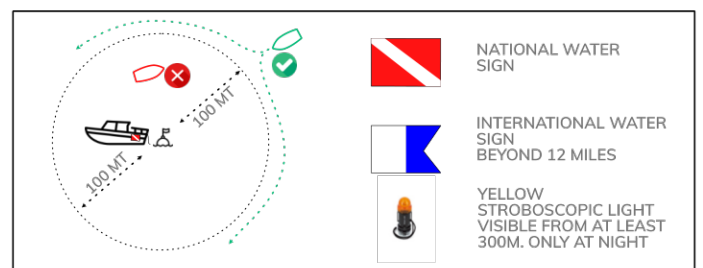 100 MT
100 MT
NATIONAL WATER
SIGN
INTERNATIONAL WATER
SIGN
BEYOND 12 MILES
YELLOW
STROBOSCOPIC LIGHT
VISIBLE FROM AT LEAST
300M. ONLY AT NIGHT